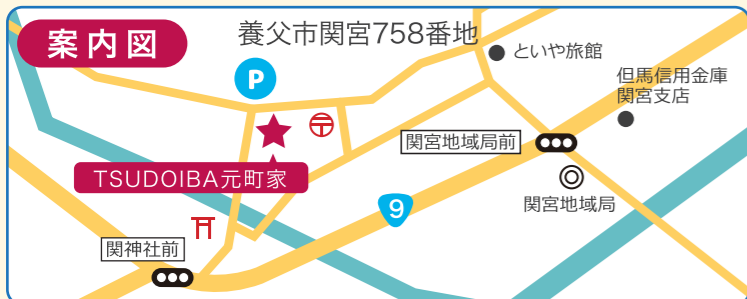 案内図
養父市関宮758番地
P
といや旅館
但馬信用金庫
関宮支店
関宮地域局前
TSUDOIBA元町家
9
関宮地域局
関神社前